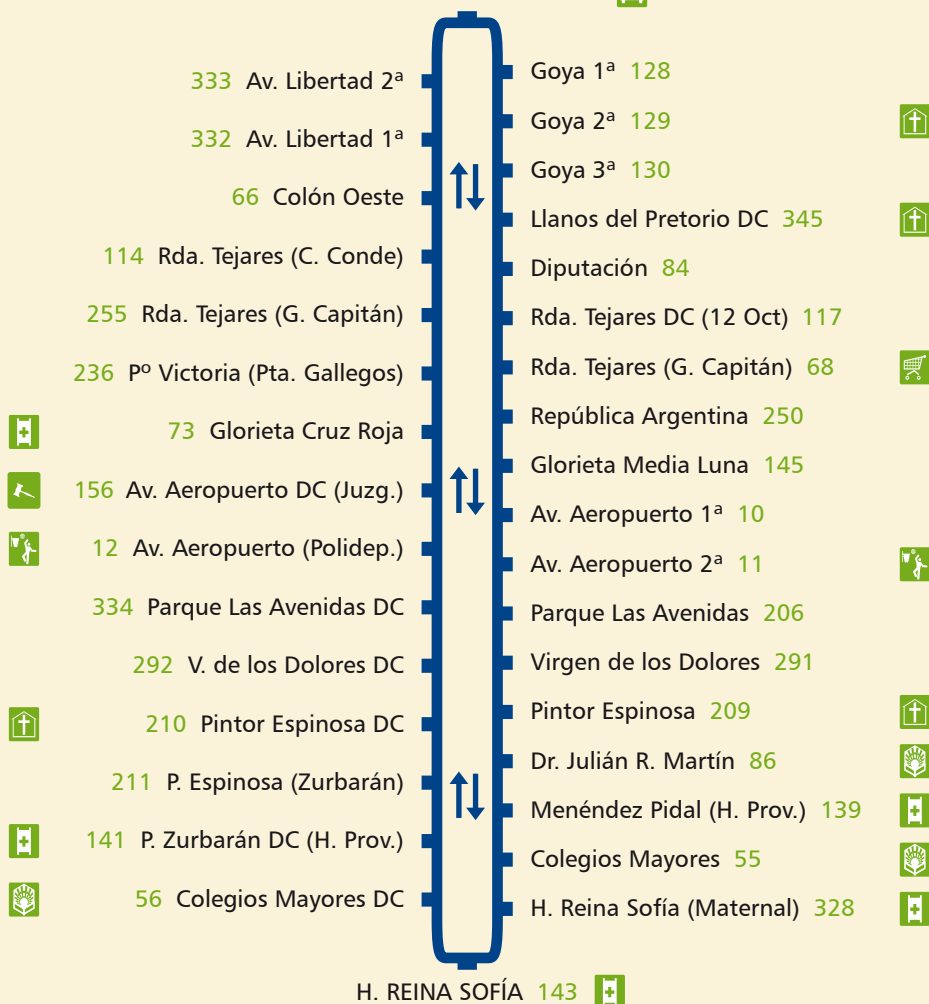 333 Av. Libertad 2ª
332 Av. Libertad 1ª
66 Colón Oeste
114 Rda. Tejares (C. Conde)
255 Rda. Tejares (G. Capitán)
236 Pº Victoria (Pta. Gallegos)
73 Glorieta Cruz Roja
156 Av. Aeropuerto DC (Juzg.)
12 Av. Aeropuerto (Polidep.)
334 Parque Las Avenidas DC
292 V. de los Dolores DC
210 Pintor Espinosa DC
211 P. Espinosa (Zurbarán)
141 P. Zurbarán DC (H. Prov.)
56 Colegios Mayores DC
Goya 1ª 128
Goya 2ª 129
Goya 3ª 130
Llanos del Pretorio DC 345
Diputación 84
Rda. Tejares DC (12 Oct) 117
Rda. Tejares (G. Capitán) 68
República Argentina 250
Glorieta Media Luna 145
Av. Aeropuerto 1ª 10
Av. Aeropuerto 2ª 11
Parque Las Avenidas 206
Virgen de los Dolores 291
Pintor Espinosa 209
Dr. Julián R. Martín 86
Menéndez Pidal (H. Prov.) 139
Colegios Mayores 55
H. Reina Sofía (Maternal) 328
H. REINA SOFÍA 143